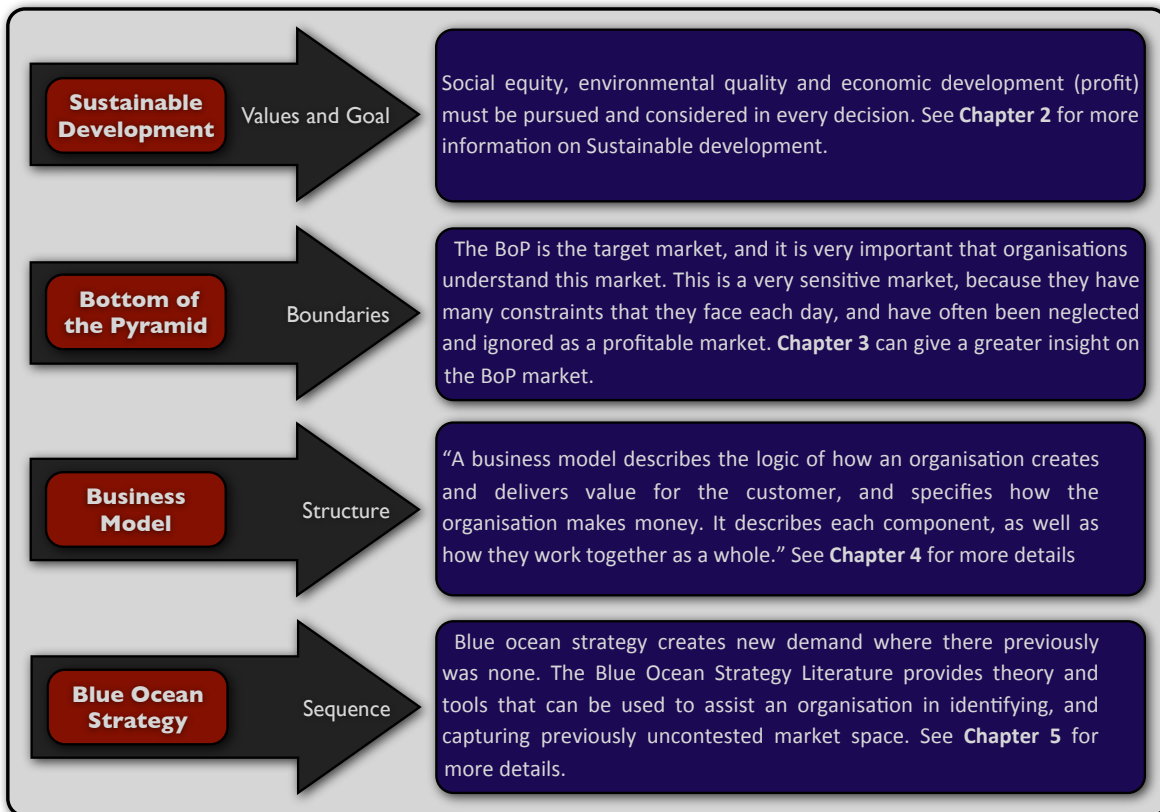 Sustainable
Development
Values and Goal
Social equity, environmental quality and economic development (profit)
must be pursued and considered in every decision. See Chapter 2 for more
information on Sustainable development.
Bottom of
the Pyramid
Boundaries
The BoP is the target market, and it is very important that organisations
understand this market. This is a very sensitive market, because they have
many constraints that they face each day, and have often been neglected
and ignored as a profitable market. Chapter 3 can give a greater insight on
the BoP market.
Business
Model
Structure
“A business model describes the logic of how an organisation creates
and delivers value for the customer, and specifies how the
organisation makes money. It describes each component, as well as
how they work together as a whole.” See Chapter 4 for more details
Blue Ocean
Strategy
Sequence
Blue ocean strategy creates new demand where there previously
was none. The Blue Ocean Strategy Literature provides theory and
tools that can be used to assist an organisation in identifying, and
capturing previously uncontested market space. See Chapter 5 for
more details.